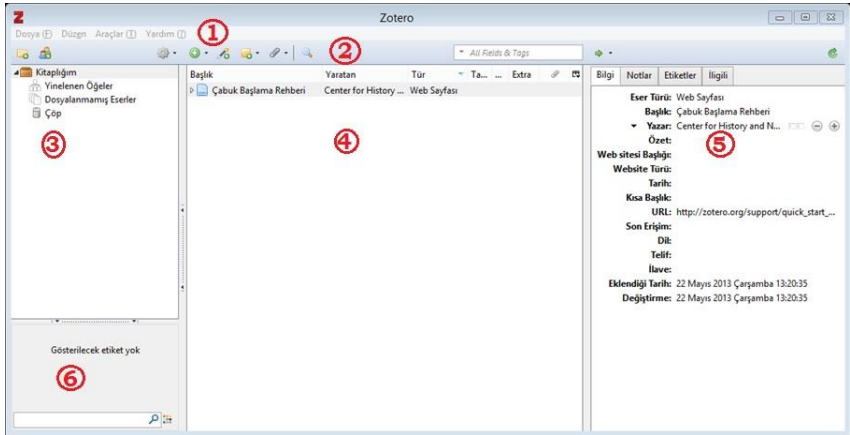 Zotero
Dosya (F) Düzen Araçlar (T) Yardım (I)
1
2
All Fields & Tags
Kitaplığım
Yinelenen Öğeler
Dosyalanmamış Eserler
Çöp
3
Başlık Yaratan Tür Ta... ... Extra
Çabuk Başlama Rehberi Center for History ... Web Sayfası
4
Bilgi Notlar Etiketler İlgili
Eser Türü: Web Sayfası
Başlık: Çabuk Başlama Rehberi
Yazar: Center for History and N...
5
Özet:
Web sitesi Başlığı:
Website Türü:
Tarih:
Kısa Başlık:
URL: http://zotero.org/support/quick_start_...
Son Erişim:
Dil:
Telif:
İlave:
Eklendiği Tarih: 22 Mayıs 2013 Çarşamba 13:20:35
Değiştirme: 22 Mayıs 2013 Çarşamba 13:20:35
Gösterilecek etiket yok
6